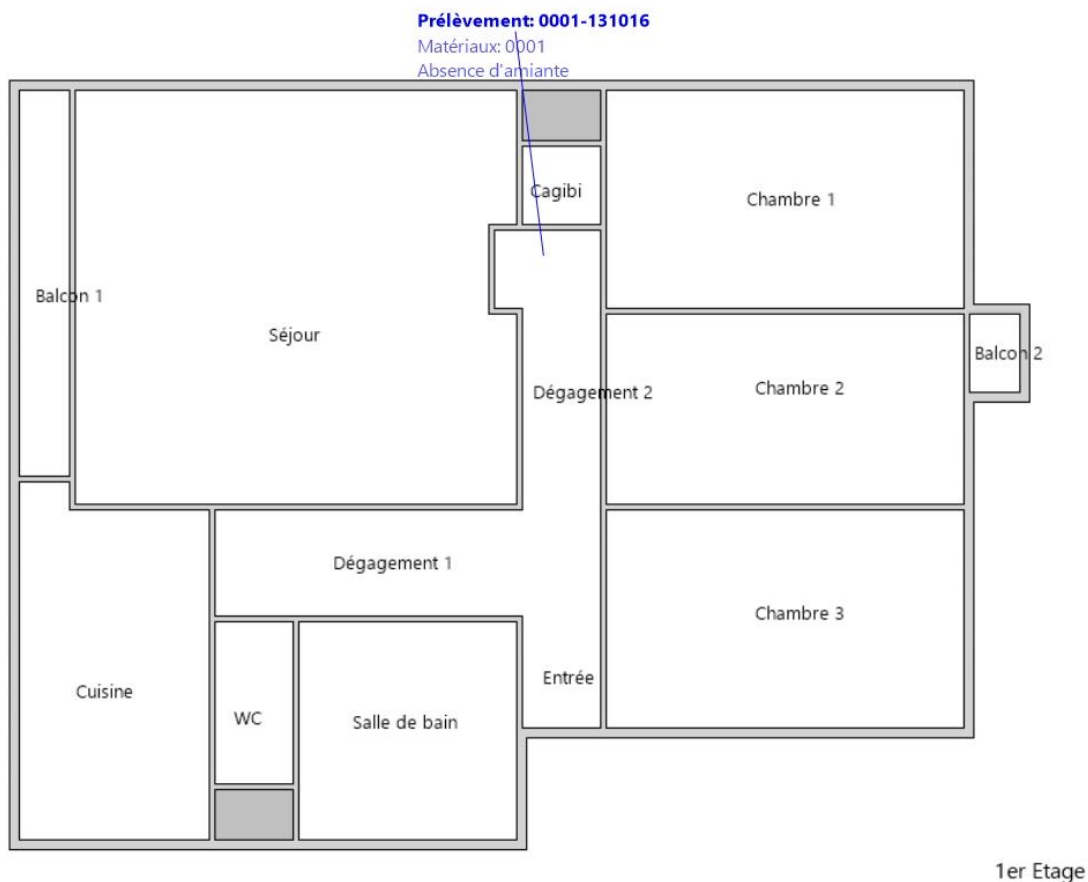 Prélèvement: 0001-131016
Matériaux: 0001
Absence d'amiante
Cagibi
Chambre 1
Balcon 1
Séjour
Balcon 2
Dégagement 2
Chambre 2
Dégagement 1
Chambre 3
Entrée
Cuisine
WC
Salle de bain
1er Etage